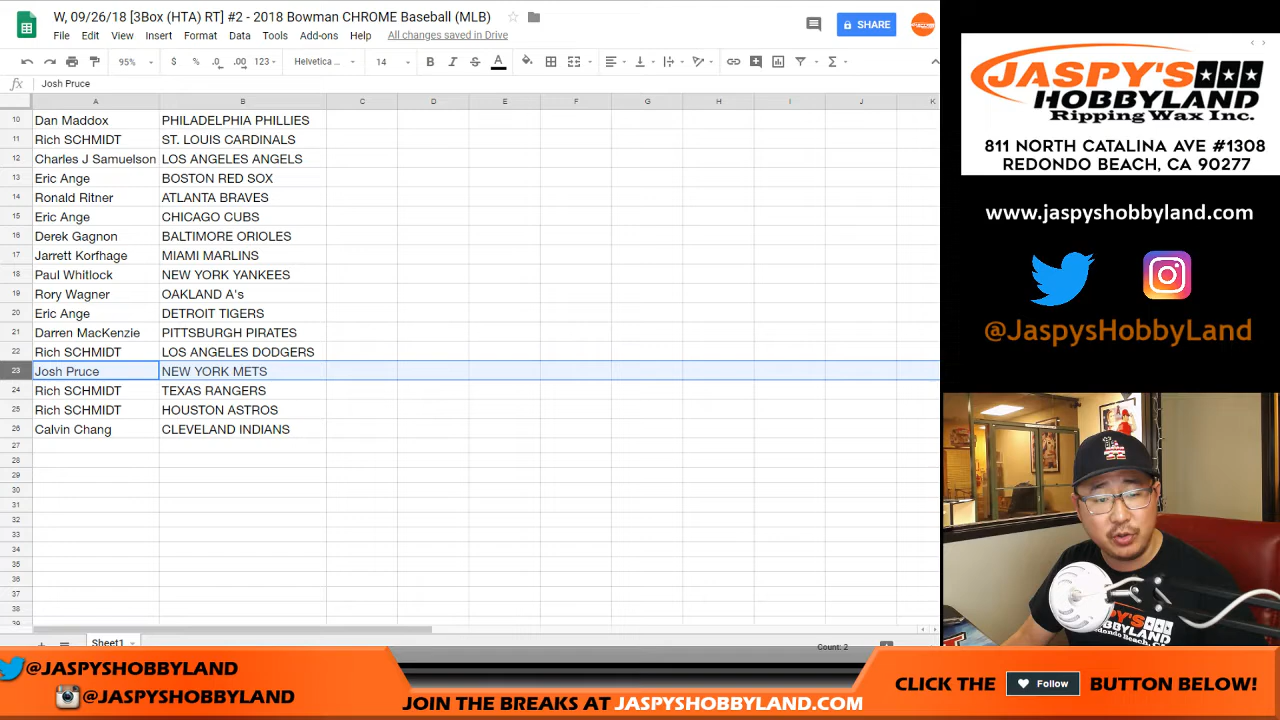 W, 09/26/18 [3Box (HTA) RT] #2 - 2018 Bowman CHROME Baseball (MLB)
File Edit View Insert Format Data Tools Add-ons Help All changes saved in Drive
SHARE
95% $ % .0 .00 123 Helvetica ... 14 B I S A
fx Josh Pruce
A B C D E F G H I J K
10 Dan Maddox PHILADELPHIA PHILLIES
11 Rich SCHMIDT ST. LOUIS CARDINALS
12 Charles J Samuelson LOS ANGELES ANGELS
13 Eric Ange BOSTON RED SOX
14 Ronald Ritner ATLANTA BRAVES
15 Eric Ange CHICAGO CUBS
16 Derek Gagnon BALTIMORE ORIOLES
17 Jarrett Korfhage MIAMI MARLINS
18 Paul Whitlock NEW YORK YANKEES
19 Rory Wagner OAKLAND A's
20 Eric Ange DETROIT TIGERS
21 Darren MacKenzie PITTSBURGH PIRATES
22 Rich SCHMIDT LOS ANGELES DODGERS
23 Josh Pruce NEW YORK METS
24 Rich SCHMIDT TEXAS RANGERS
25 Rich SCHMIDT HOUSTON ASTROS
26 Calvin Chang CLEVELAND INDIANS
27
28
29
30
31
32
33
34
35
36
37
38
39
Sheet1
Count: 2
JASPY'S
HOBBYLAND
Ripping Wax Inc.
811 NORTH CATALINA AVE #1308
REDONDO BEACH, CA 90277
www.jaspyshobbyland.com
@JaspysHobbyLand
JASPY'S
HOBBYLAND
@JASPYSHOBBYLAND
@JASPYSHOBBYLAND
JOIN THE BREAKS AT JASPYSHOBBYLAND.COM
CLICK THE Follow BUTTON BELOW!